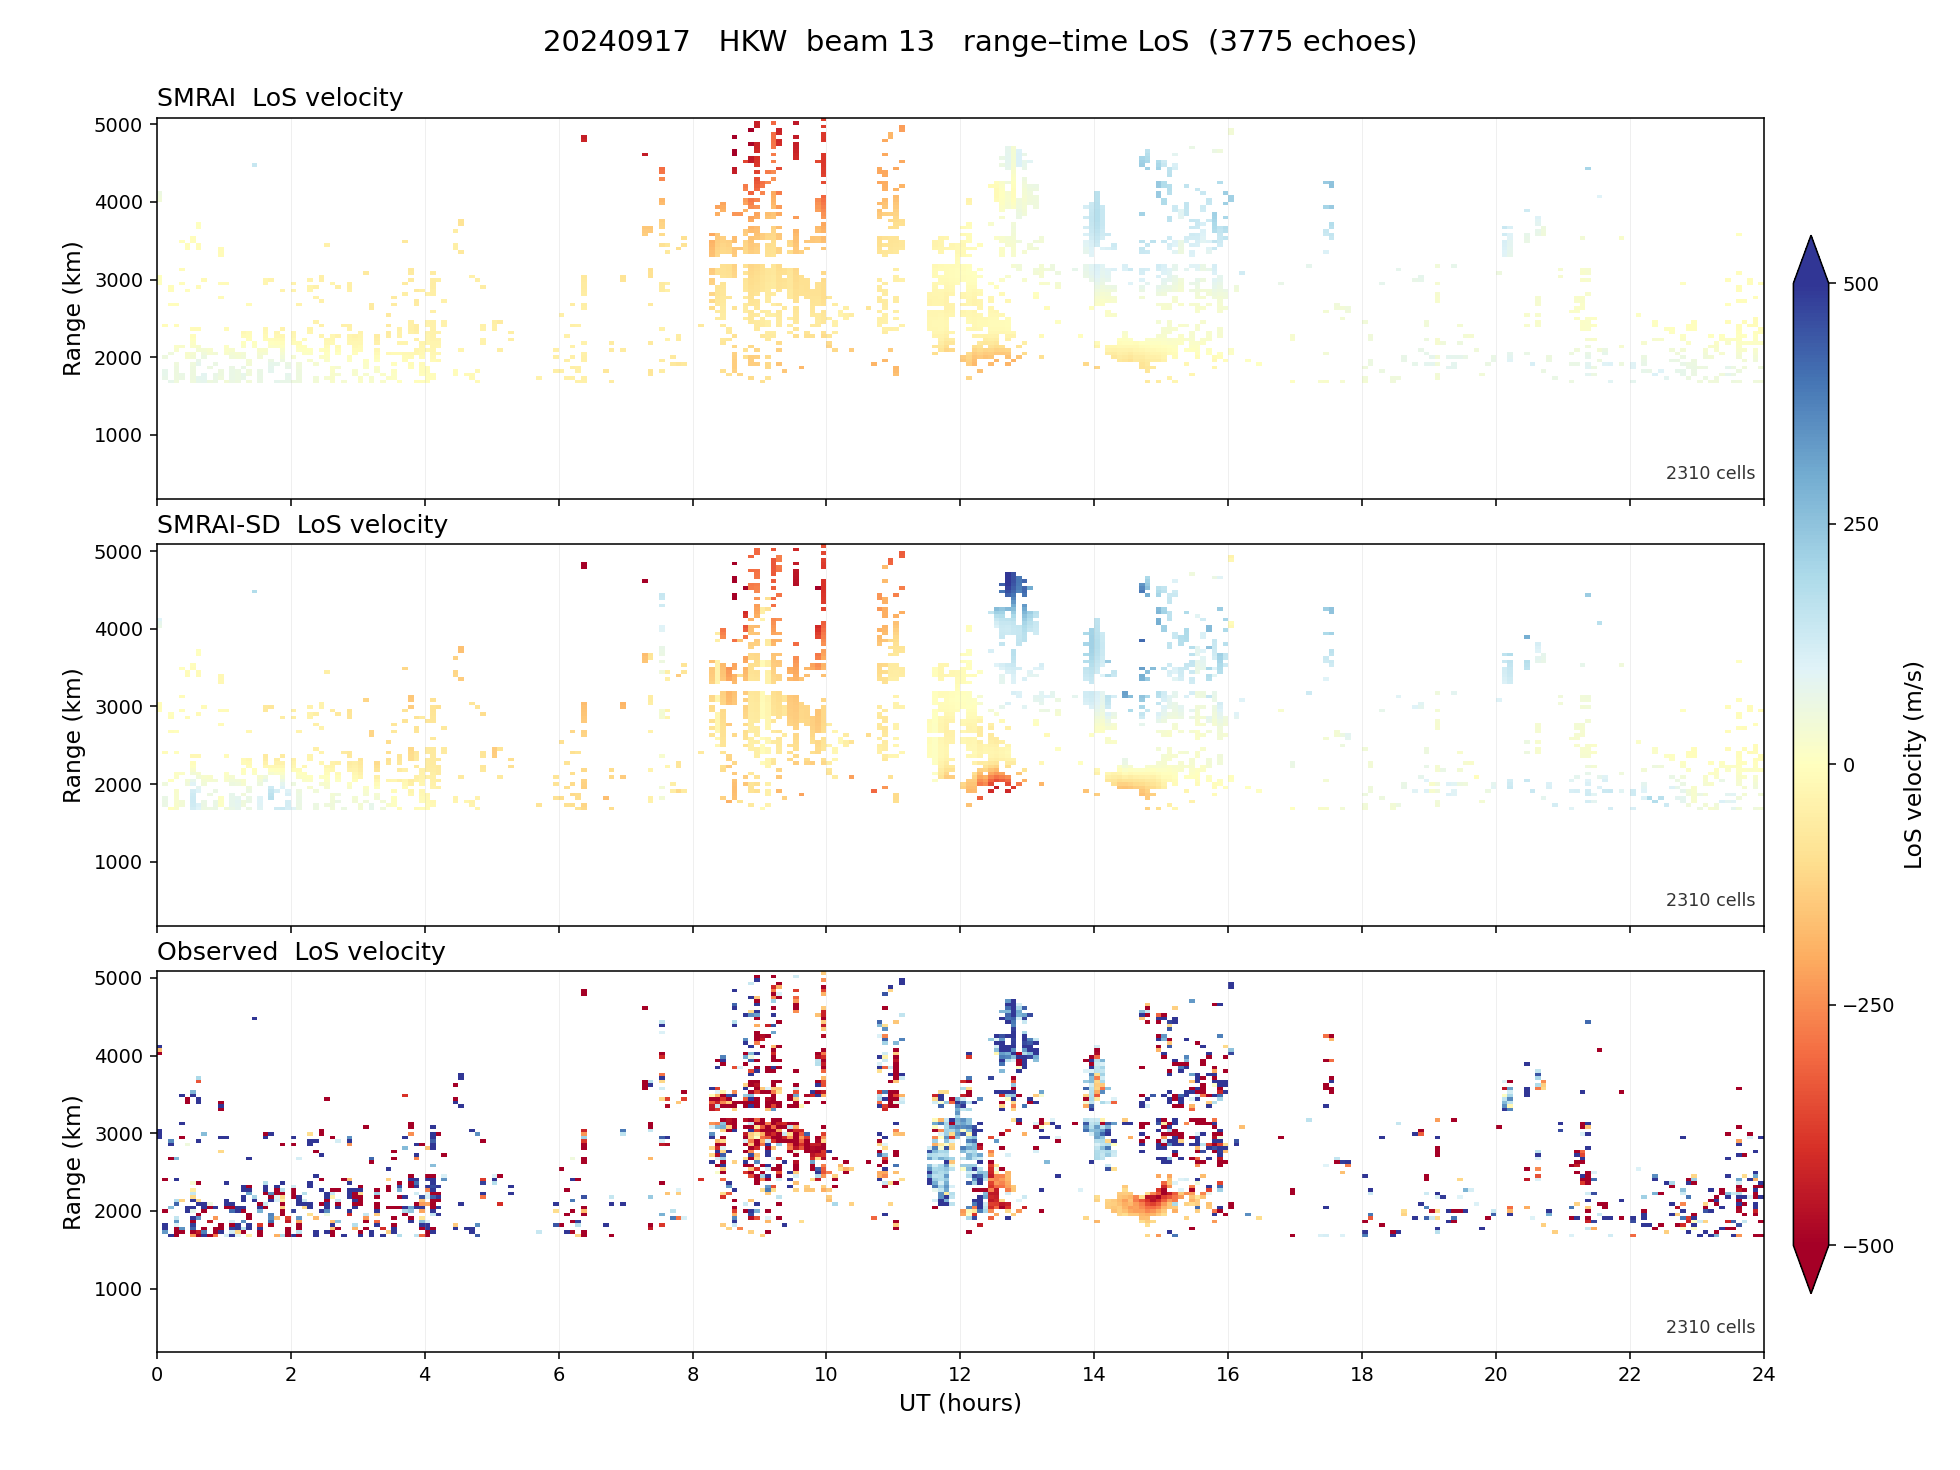 20240917   HKW  beam 13   range–time LoS  (3775 echoes)
SMRAI  LoS velocity
5000
4000
3000
2000
1000
Range (km)
2310 cells
SMRAI-SD  LoS velocity
5000
4000
3000
2000
1000
Range (km)
2310 cells
Observed  LoS velocity
5000
4000
3000
2000
1000
Range (km)
2310 cells
0 2 4 6 8 10 12 14 16 18 20 22 24
UT (hours)
500
250
0
−250
−500
LoS velocity (m/s)